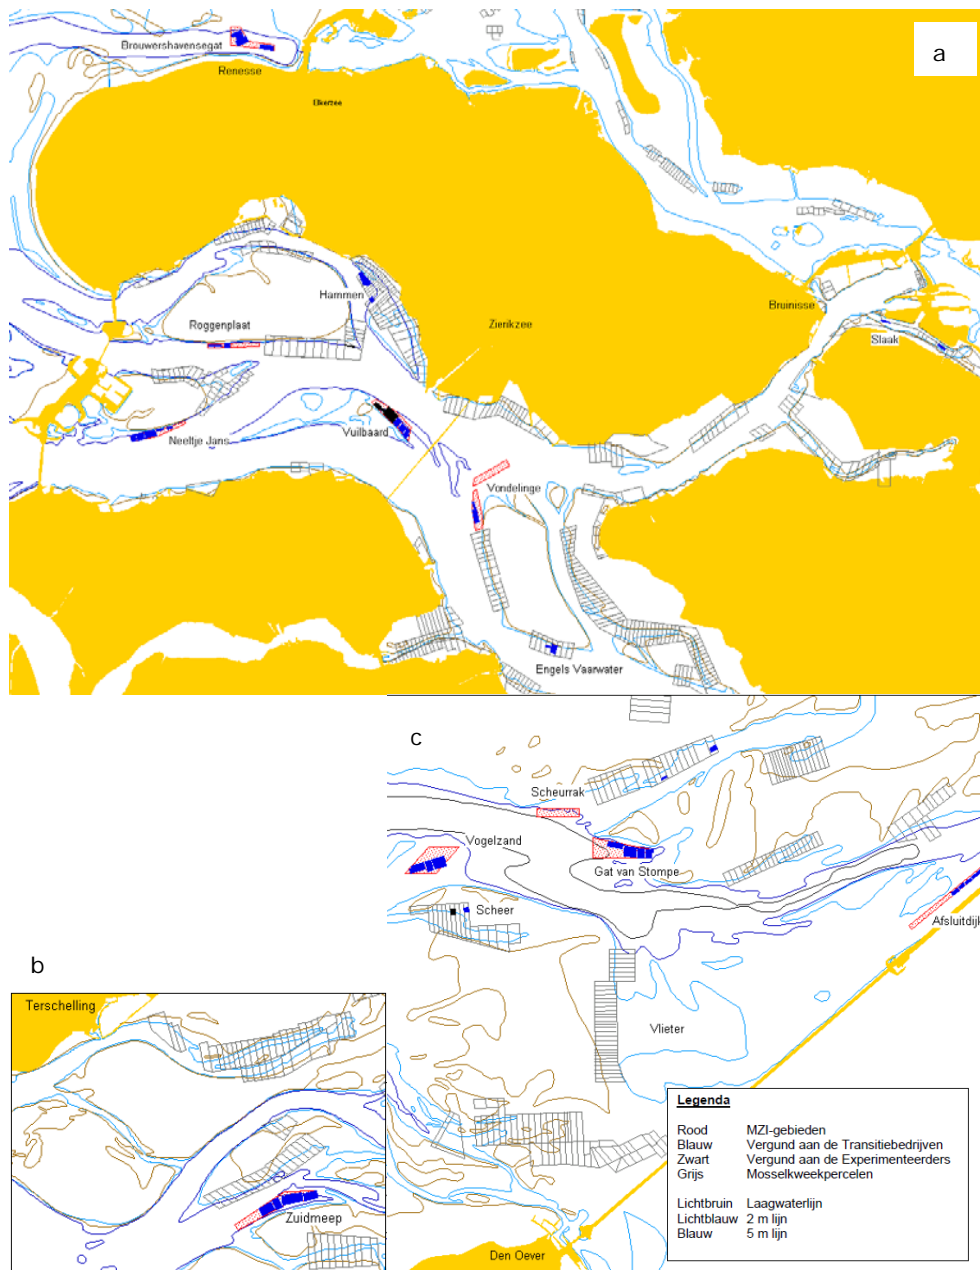 a
Brouwershavensegat
Renesse
Elkerzee
Hammen
Roggenplaat
Zierikzee
Bruinisse
Slaak
Neeltje Jans
Vuilbaard
Vondelinge
Engels Vaarwater
c
Scheurrak
Vogelzand
Gat van Stompe
Scheer
Afsluitdijk
Vlieter
Den Oever
b
Terschelling
Zuidmeep
Legenda
Rood MZI-gebieden
Blauw Vergund aan de Transitiebedrijven
Zwart Vergund aan de Experimenteerders
Grijs Mosselkweekpercelen
Lichtbruin Laagwaterlijn
Lichtblauw 2 m lijn
Blauw 5 m lijn